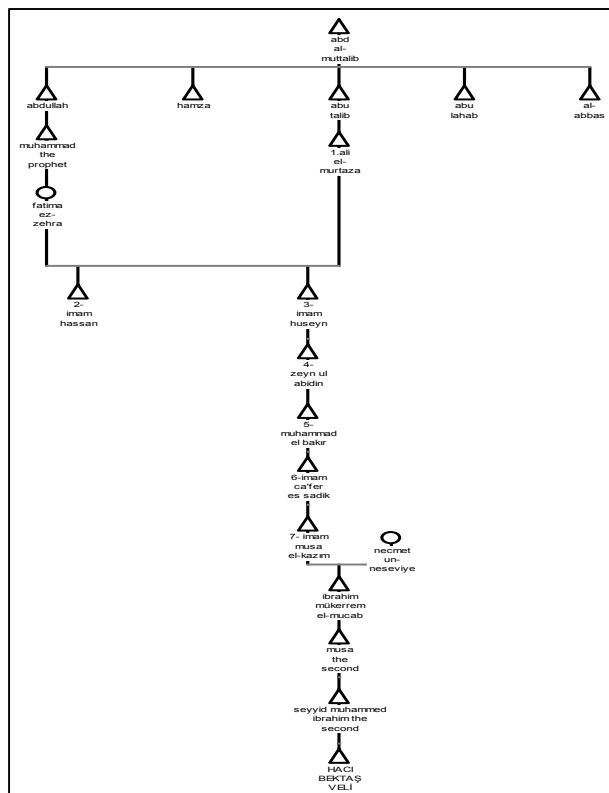 abd
al-
muttalib
abdullah
hamza
abu
talib
abu
lahab
al-
abbas
muhammad
the
prophet
1.ali
el-
murtaza
fatima
ez-
zehra
2-
imam
hassan
3-
imam
huseyn
4-
zeyn ul
abidin
5-
muhammad
el bakır
6-imam
ca'fer
es sadik
7- imam
musa
el-kazım
necmet
un-
neseviye
ibrahim
mükerrem
el-mucab
musa
the
second
seyyid muhammed
ibrahim the
second
HACI
BEKTAŞ
VELİ